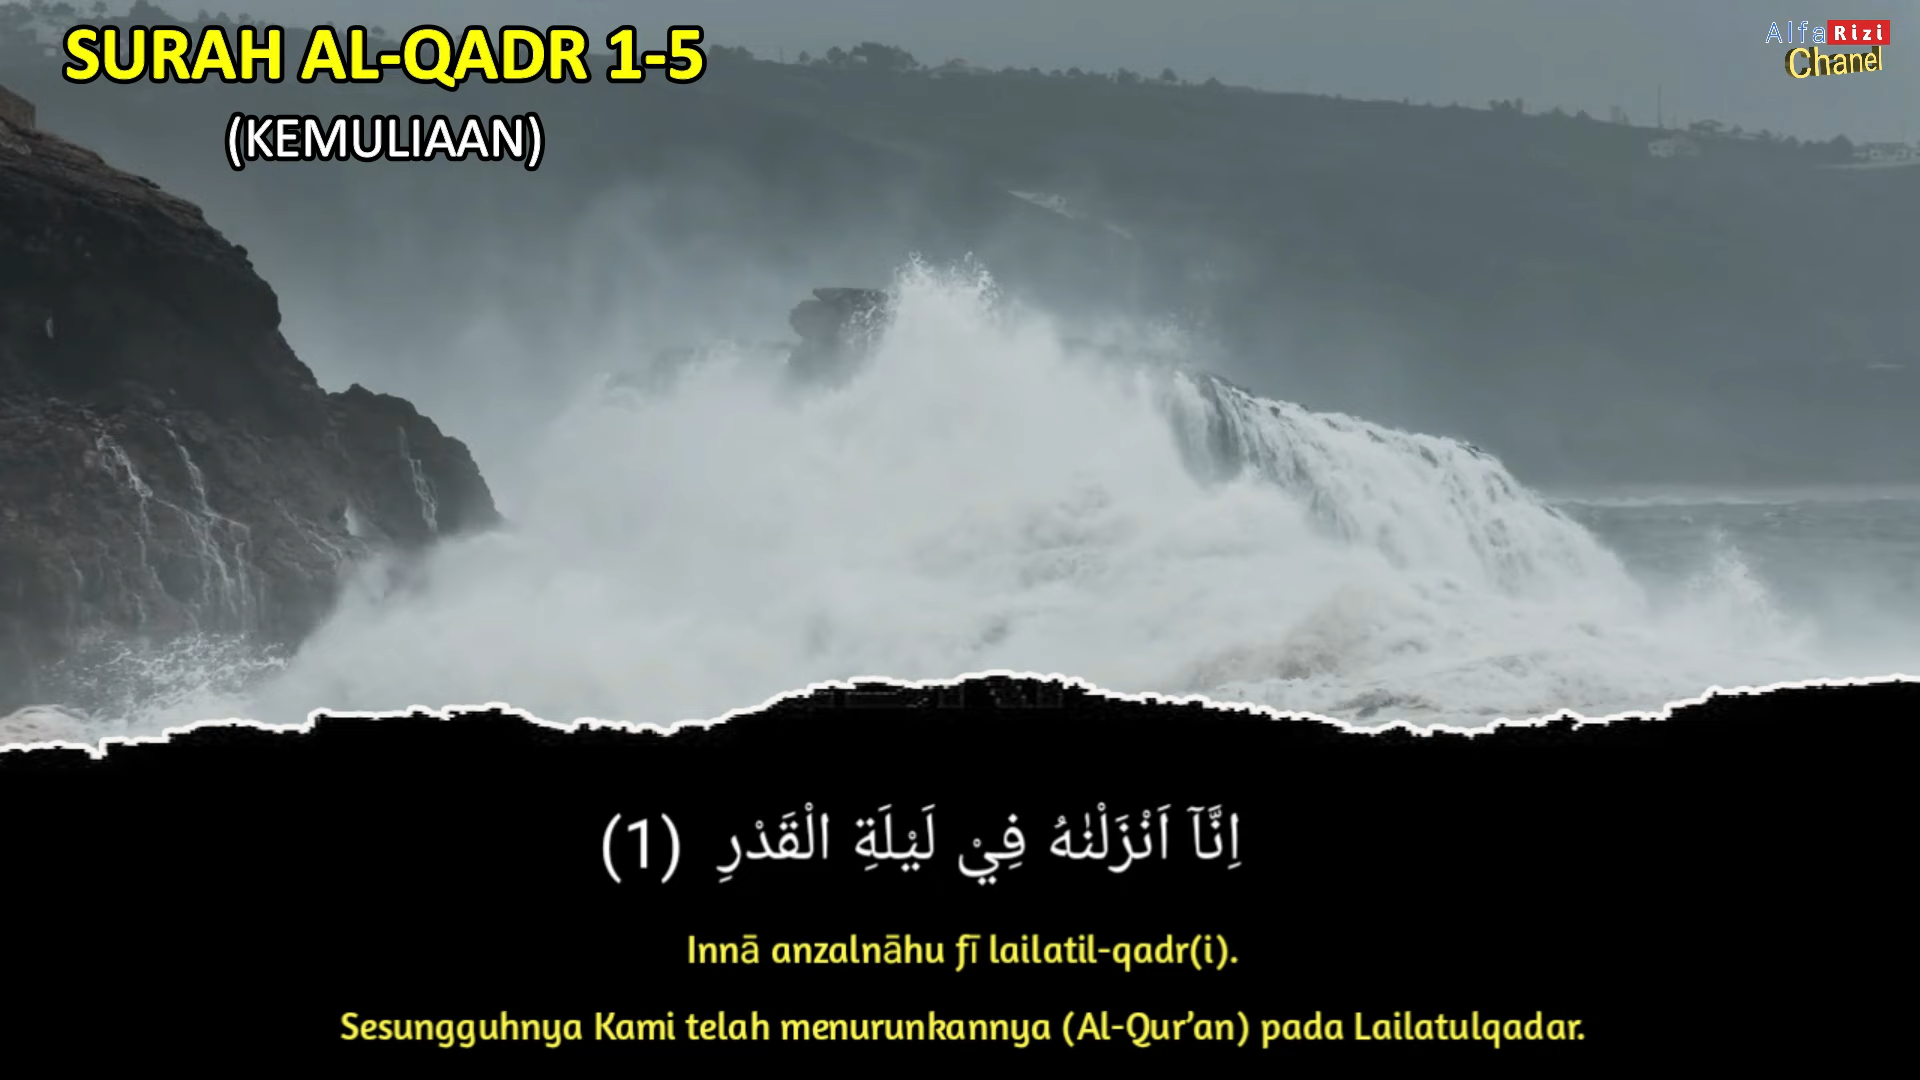 SURAH AL-QADR 1-5
(KEMULIAAN)
Alfa Rizi
Chanel
اِنَّآ اَنْزَلْنٰهُ فِيْ لَيْلَةِ الْقَدْرِ (1)
Innā anzalnāhu fī lailatil-qadr(i).
Sesungguhnya Kami telah menurunkannya (Al-Qur’an) pada Lailatulqadar.